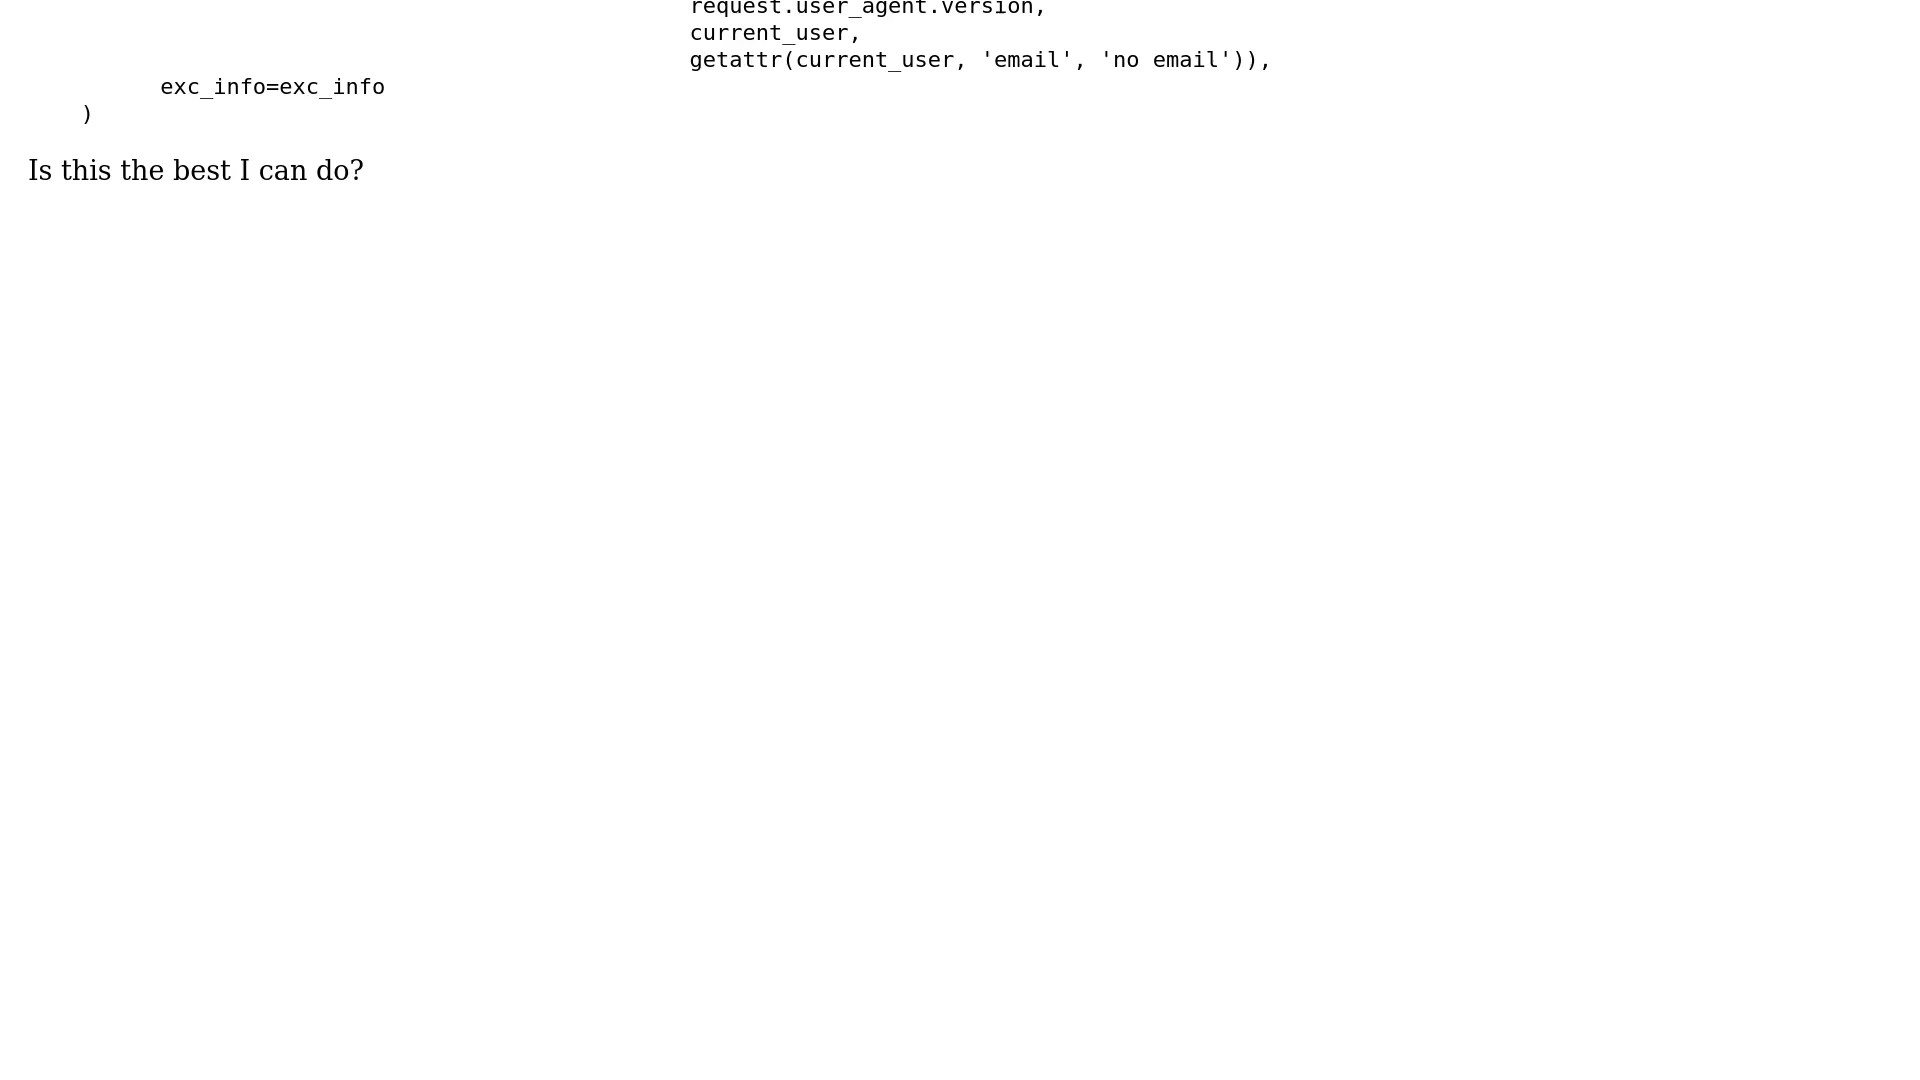 request.user_agent.version,
current_user,
getattr(current_user, 'email', 'no email')),
exc_info=exc_info
)
Is this the best I can do?